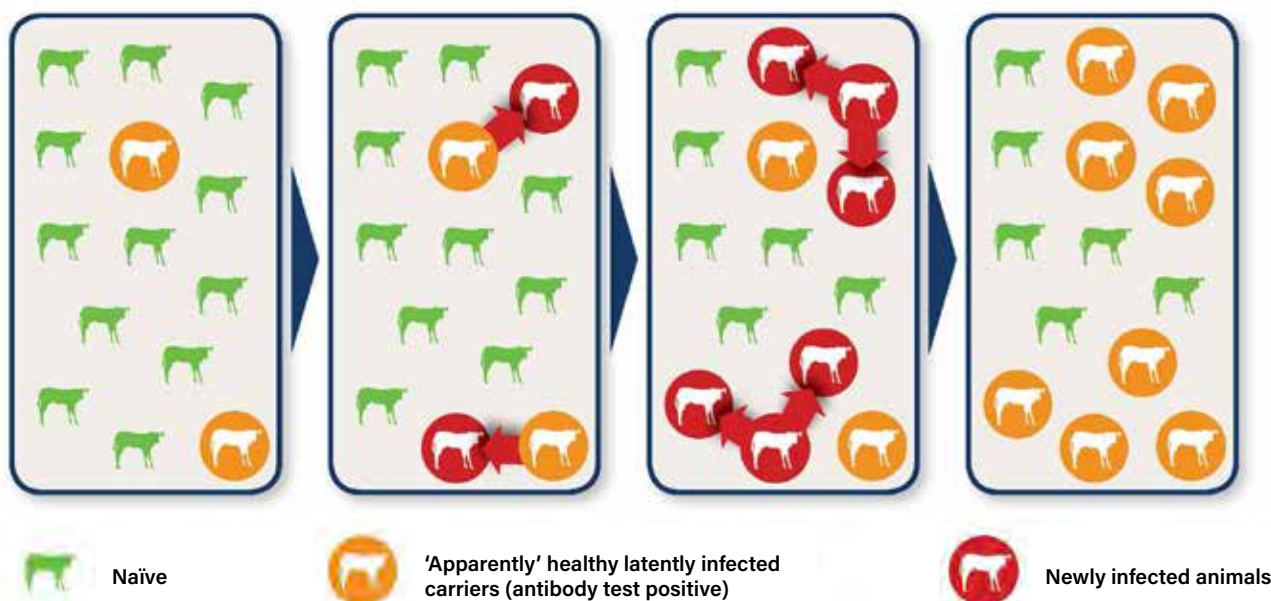 Naïve
‘Apparently’ healthy latently infected
carriers (antibody test positive)
Newly infected animals